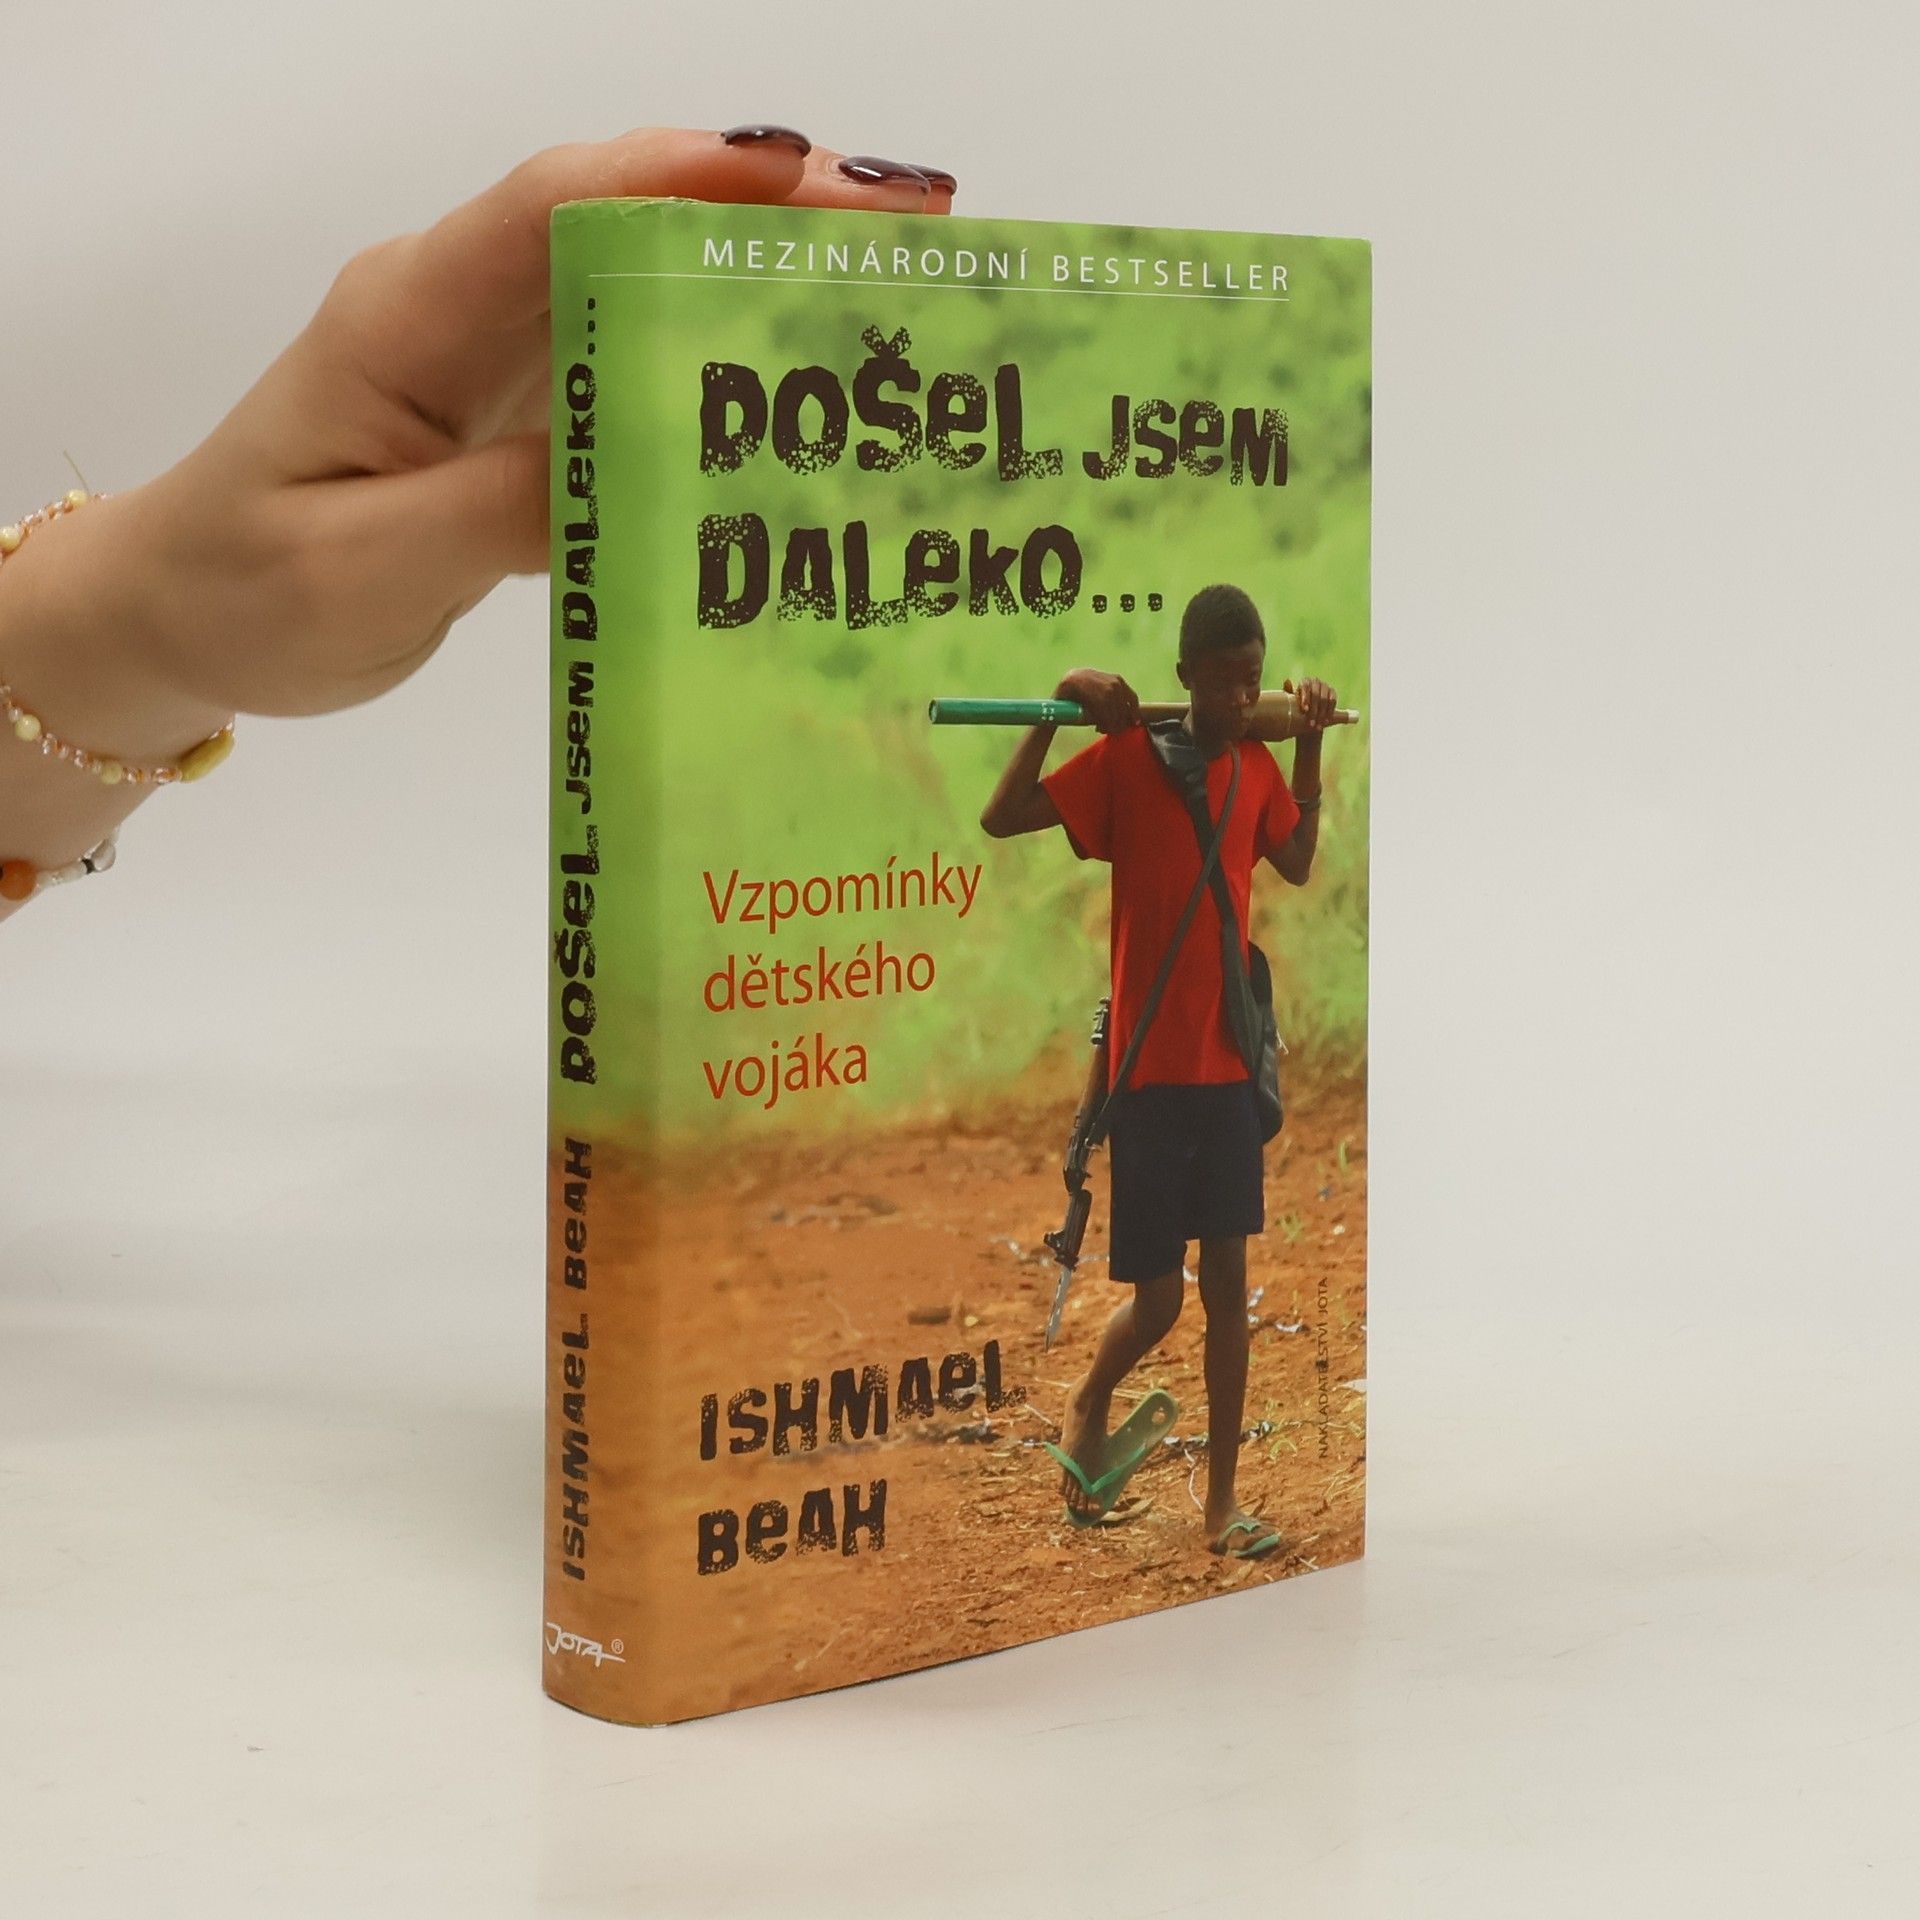 MEZINÁRODNÍ BESTSELLER
DOŠEL JSEM
DALEKO...
Vzpomínky
dětského
vojáka
ISHMAEL
BEAH
NAKLADATELSTVÍ JOTA
ISHMAEL BEAH DOŠEL JSEM DALEKO...
JOTA®